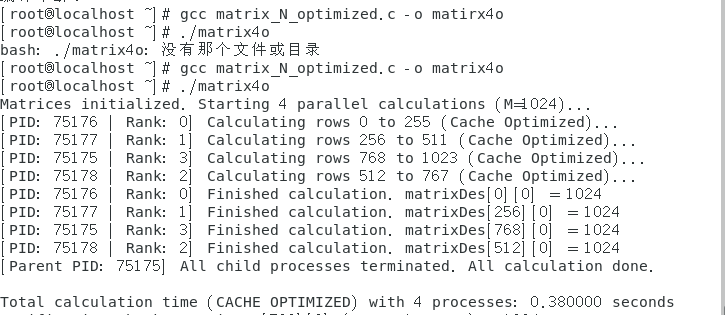 [root@localhost ~]# gcc matrix_N_optimized.c -o matirx4o
[root@localhost ~]# ./matrix4o
bash: ./matrix4o: 没有那个文件或目录
[root@localhost ~]# gcc matrix_N_optimized.c -o matrix4o
[root@localhost ~]# ./matrix4o
Matrices initialized. Starting 4 parallel calculations (M=1024)...
[PID: 75176 | Rank: 0] Calculating rows 0 to 255 (Cache Optimized)...
[PID: 75177 | Rank: 1] Calculating rows 256 to 511 (Cache Optimized)...
[PID: 75175 | Rank: 3] Calculating rows 768 to 1023 (Cache Optimized)...
[PID: 75178 | Rank: 2] Calculating rows 512 to 767 (Cache Optimized)...
[PID: 75176 | Rank: 0] Finished calculation. matrixDes[0][0] = 1024
[PID: 75177 | Rank: 1] Finished calculation. matrixDes[256][0] = 1024
[PID: 75175 | Rank: 3] Finished calculation. matrixDes[768][0] = 1024
[PID: 75178 | Rank: 2] Finished calculation. matrixDes[512][0] = 1024
[Parent PID: 75175] All child processes terminated. All calculation done.
Total calculation time (CACHE OPTIMIZED) with 4 processes: 0.380000 seconds